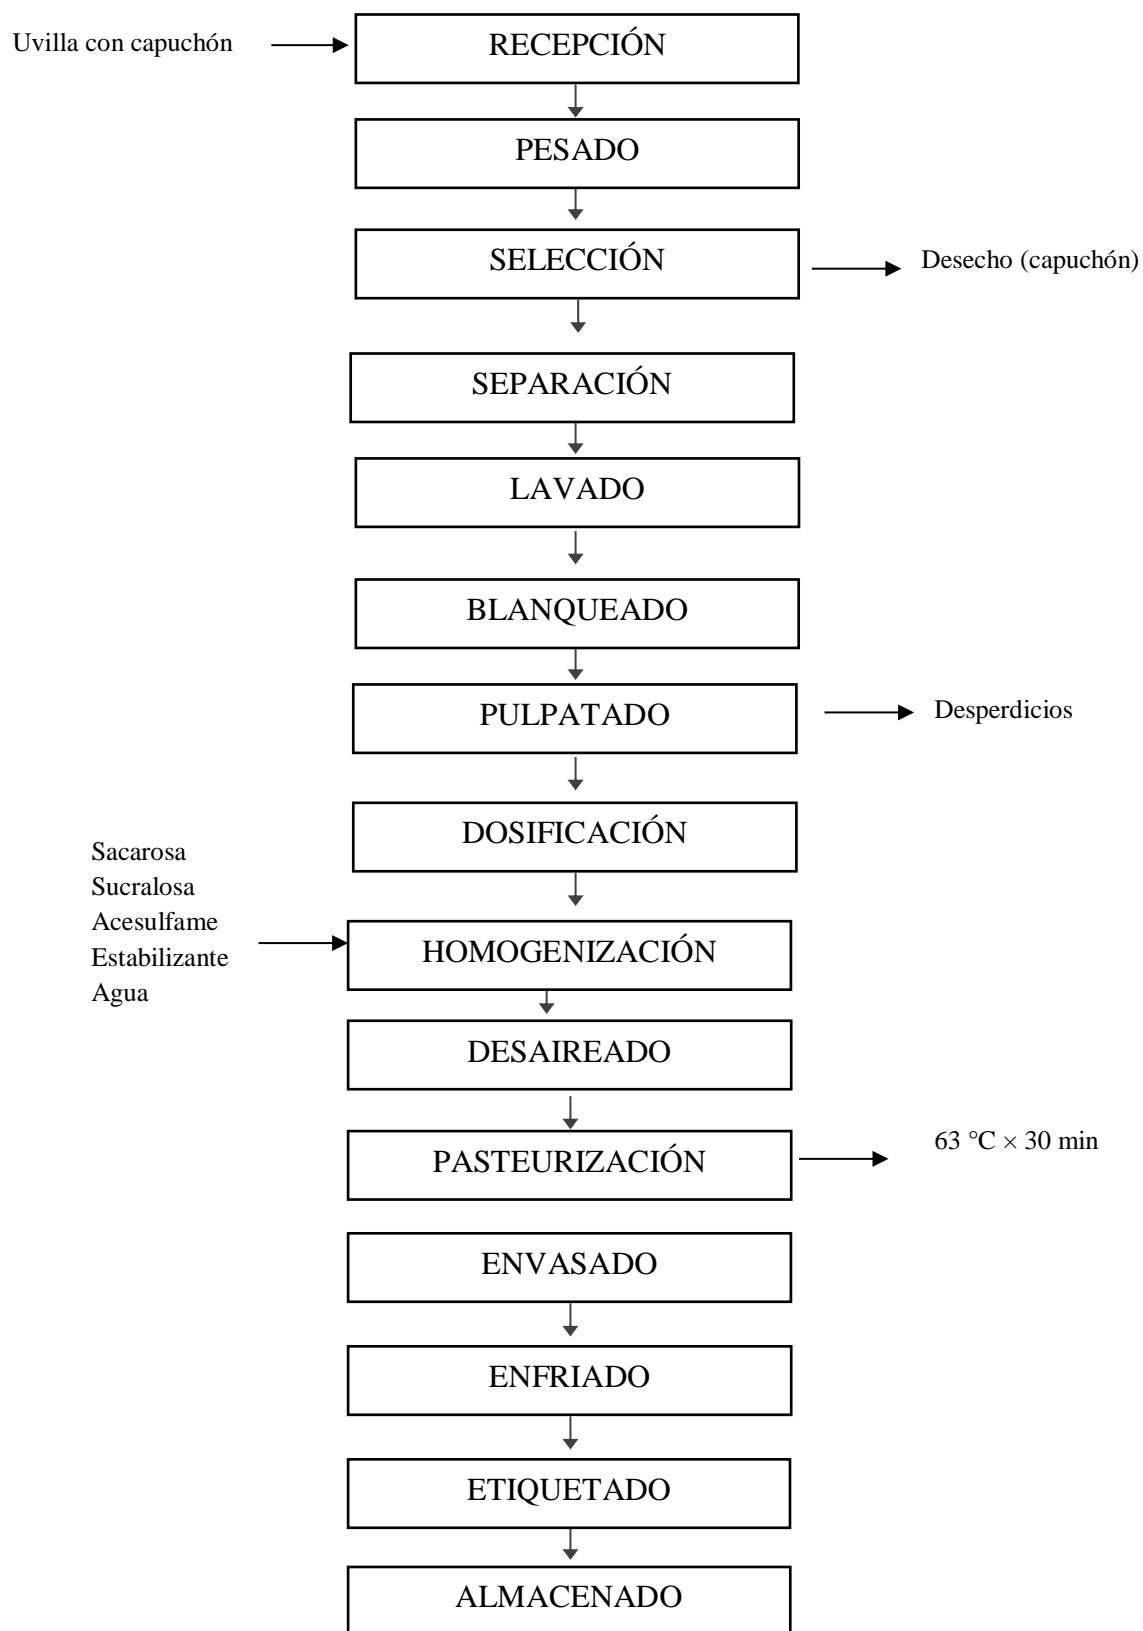 Uvilla con capuchón
RECEPCIÓN
PESADO
SELECCIÓN
Desecho (capuchón)
SEPARACIÓN
LAVADO
BLANQUEADO
PULPATADO
Desperdicios
DOSIFICACIÓN
Sacarosa
Sucralosa
Acesulfame
Estabilizante
Agua
HOMOGENIZACIÓN
DESAIREADO
PASTEURIZACIÓN
63 °C × 30 min
ENVASADO
ENFRIADO
ETIQUETADO
ALMACENADO